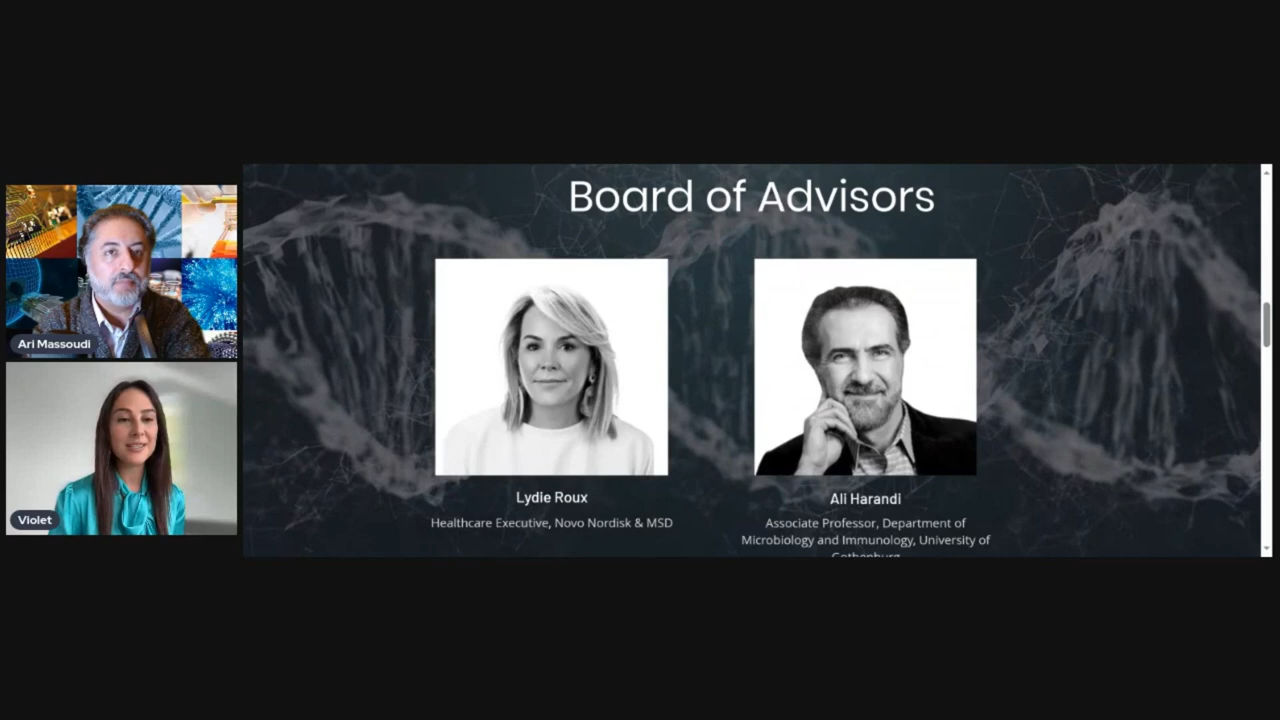 Board of Advisors
Ari Massoudi
Violet
Lydie Roux
Healthcare Executive, Novo Nordisk & MSD
Ali Harandi
Associate Professor, Department of
Microbiology and Immunology, University of
Gothenburg